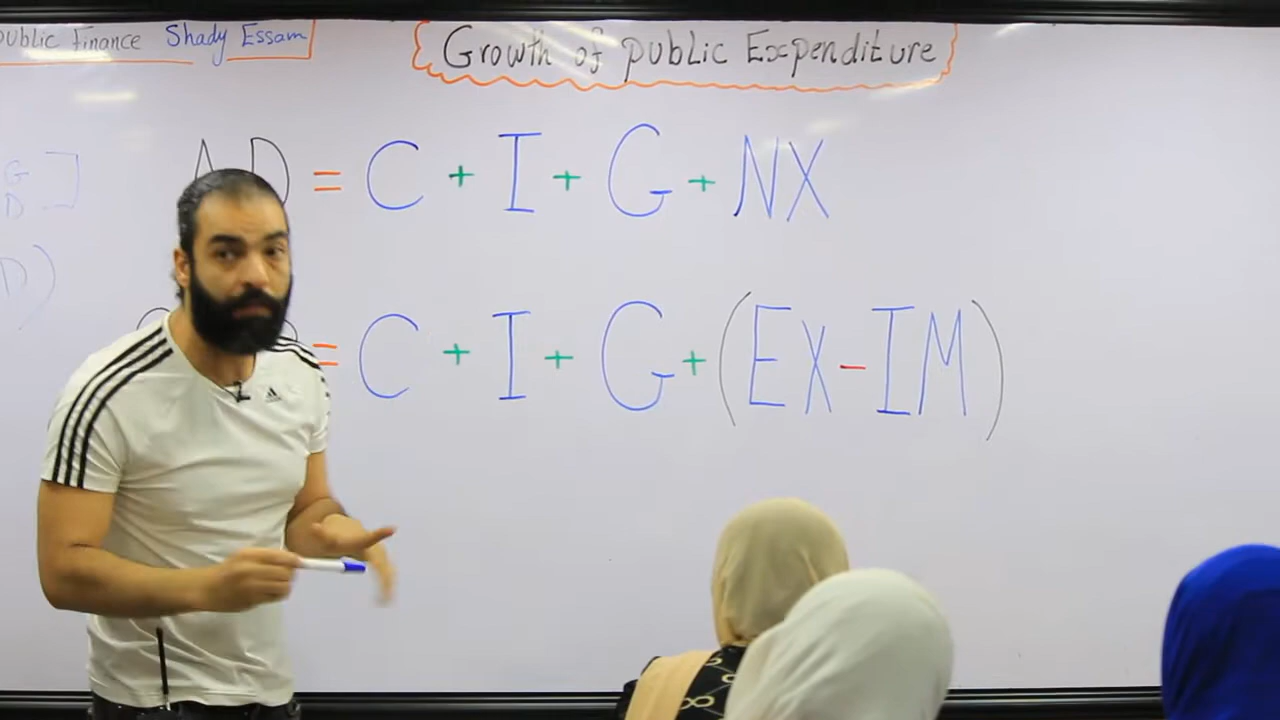 public Finance Shady Essam
Growth of public Expenditure
G
D
AD = C + I + G + NX
D)
= C + I + G + (EX - IM)